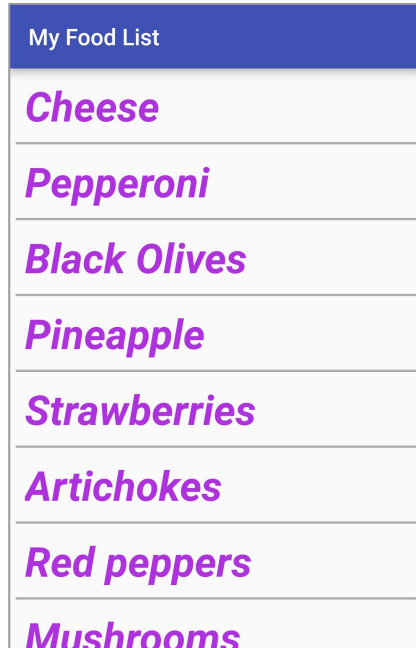 My Food List
Cheese
Pepperoni
Black Olives
Pineapple
Strawberries
Artichokes
Red peppers
Mushrooms